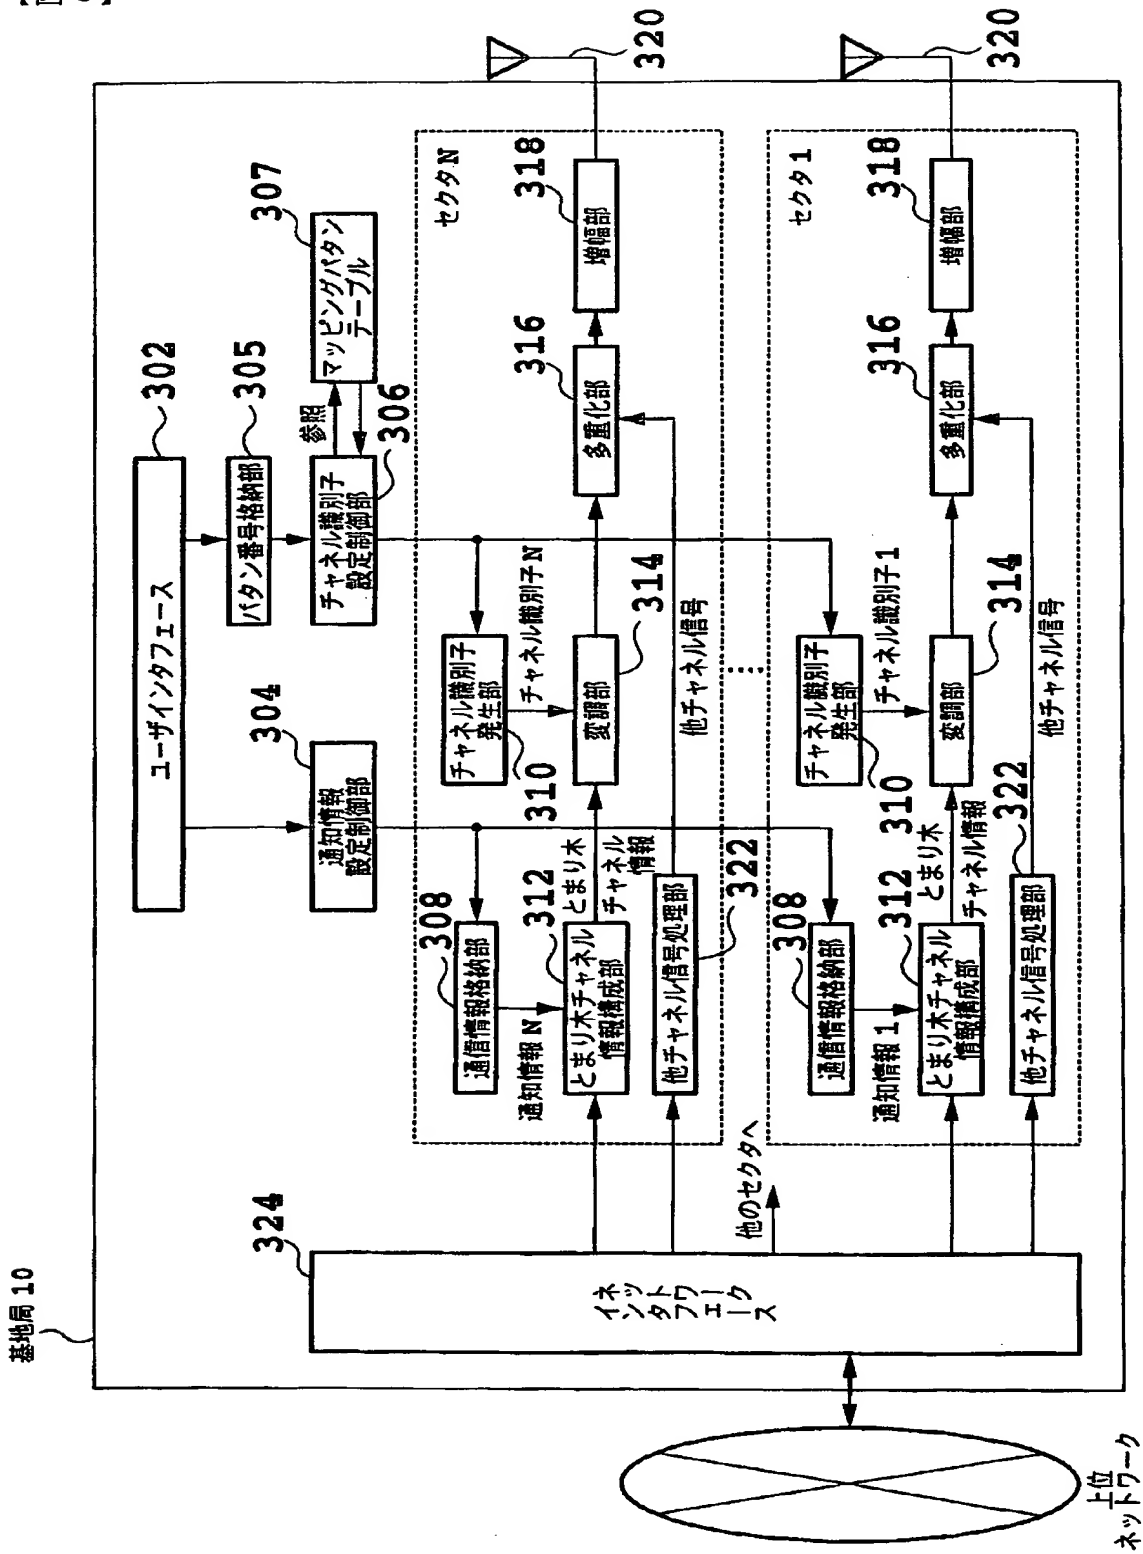 基地局10
ユーザインタフェース
302
304
通知情報
設定制御部
305
パタン番号格納部
306
チャネル識別子
設定制御部
参照
307
マッピングパタン
テーブル
324
ネットワーク
インタフェース
上位
ネットワーク
他のセクタへ
セクタN
308
通信情報格納部
通知情報N
312
とまり木チャネル
情報構成部
とまり木
チャネル情報
310
チャネル識別子
発生部
チャネル識別子N
314
変調部
316
多重化部
318
増幅部
320
322
他チャネル信号処理部
他チャネル信号
セクタ1
308
通信情報格納部
通知情報1
312
とまり木チャネル
情報構成部
とまり木
チャネル情報
310
チャネル識別子
発生部
チャネル識別子1
314
変調部
316
多重化部
318
増幅部
320
322
他チャネル信号処理部
他チャネル信号